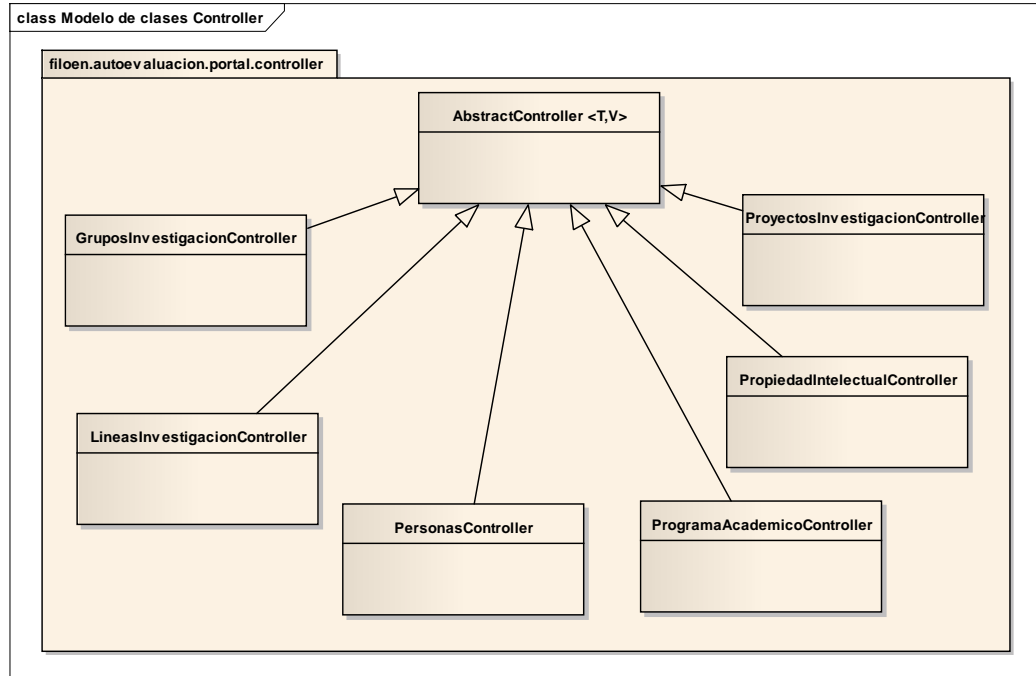 class Modelo de clases Controller
filoen.autoevaluacion.portal.controller
AbstractController <T,V>
GruposInvestigacionController
ProyectosInvestigacionController
PropiedadIntelectualController
LineasInvestigacionController
PersonasController
ProgramaAcademicoController